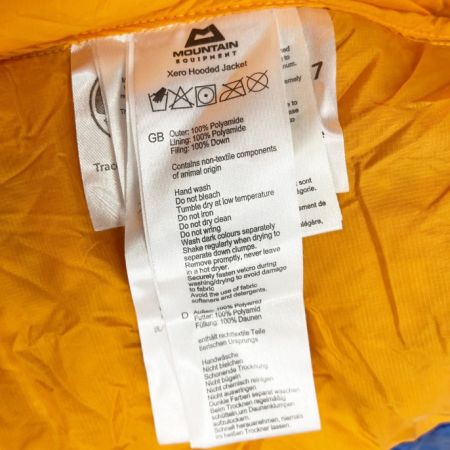 MOUNTAIN
EQUIPMENT
Xero Hooded Jacket
GB Outer: 100% Polyamide
Lining: 100% Polyamide
Filling: 100% Down
Contains non-textile components
of animal origin
Hand wash
Do not bleach
Tumble dry at low temperature
Do not iron
Do not dry clean
Do not wring
Wash dark colours separately
Shake regularly when drying to
separate down clumps.
Remove promptly, never leave
in a hot dryer.
Securely fasten velcro during
washing/drying to avoid damage
to fabric
Avoid the use of fabric
softeners and detergents.
D Außen: 100% Polyamid
Futter: 100% Polyamid
Füllung: 100% Daunen
enthält nichttextile Teile
tierischen Ursprungs
Handwäsche
Nicht bleichen
Schonende Trocknung
Nicht bügeln
Nicht chemisch reinigen
Nicht auswringen
Dunkle Farben separat waschen
Beim Trocknen regelmäßig
schütteln,um Daunenklumpen
aufzulockern.
Schnell herausnehmen, niemals
im heißen Trockner lassen.
Trac
7